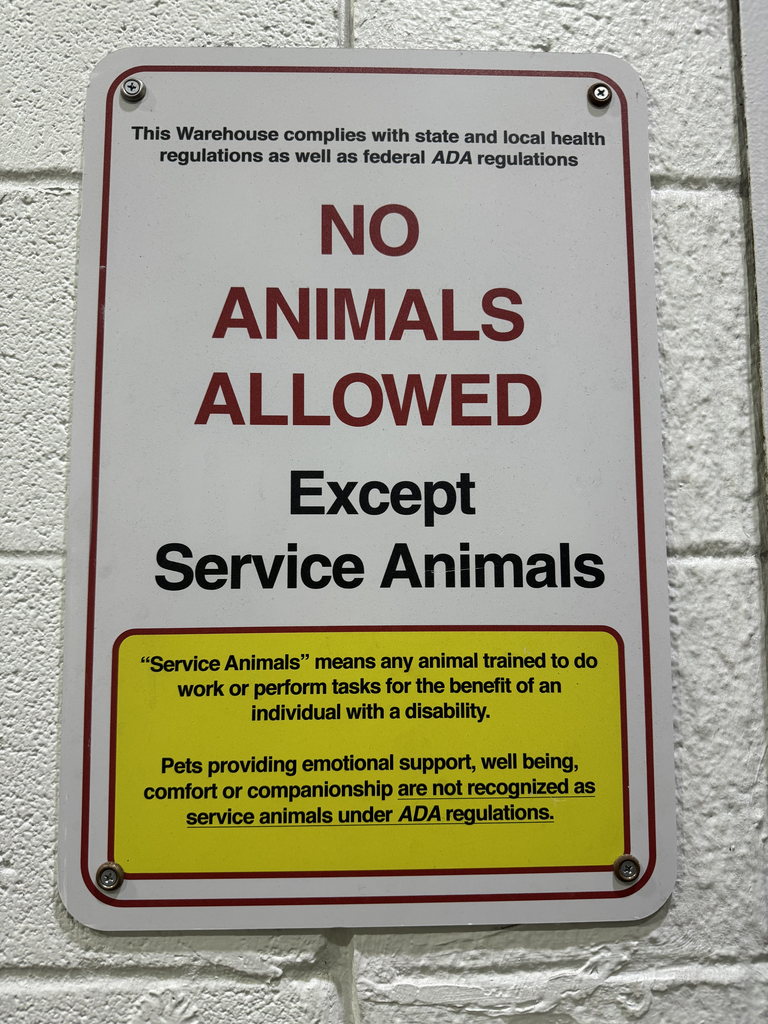 This Warehouse complies with state and local health
regulations as well as federal ADA regulations
NO
ANIMALS
ALLOWED
Except
Service Animals
“Service Animals” means any animal trained to do
work or perform tasks for the benefit of an
individual with a disability.
Pets providing emotional support, well being,
comfort or companionship are not recognized as
service animals under ADA regulations.